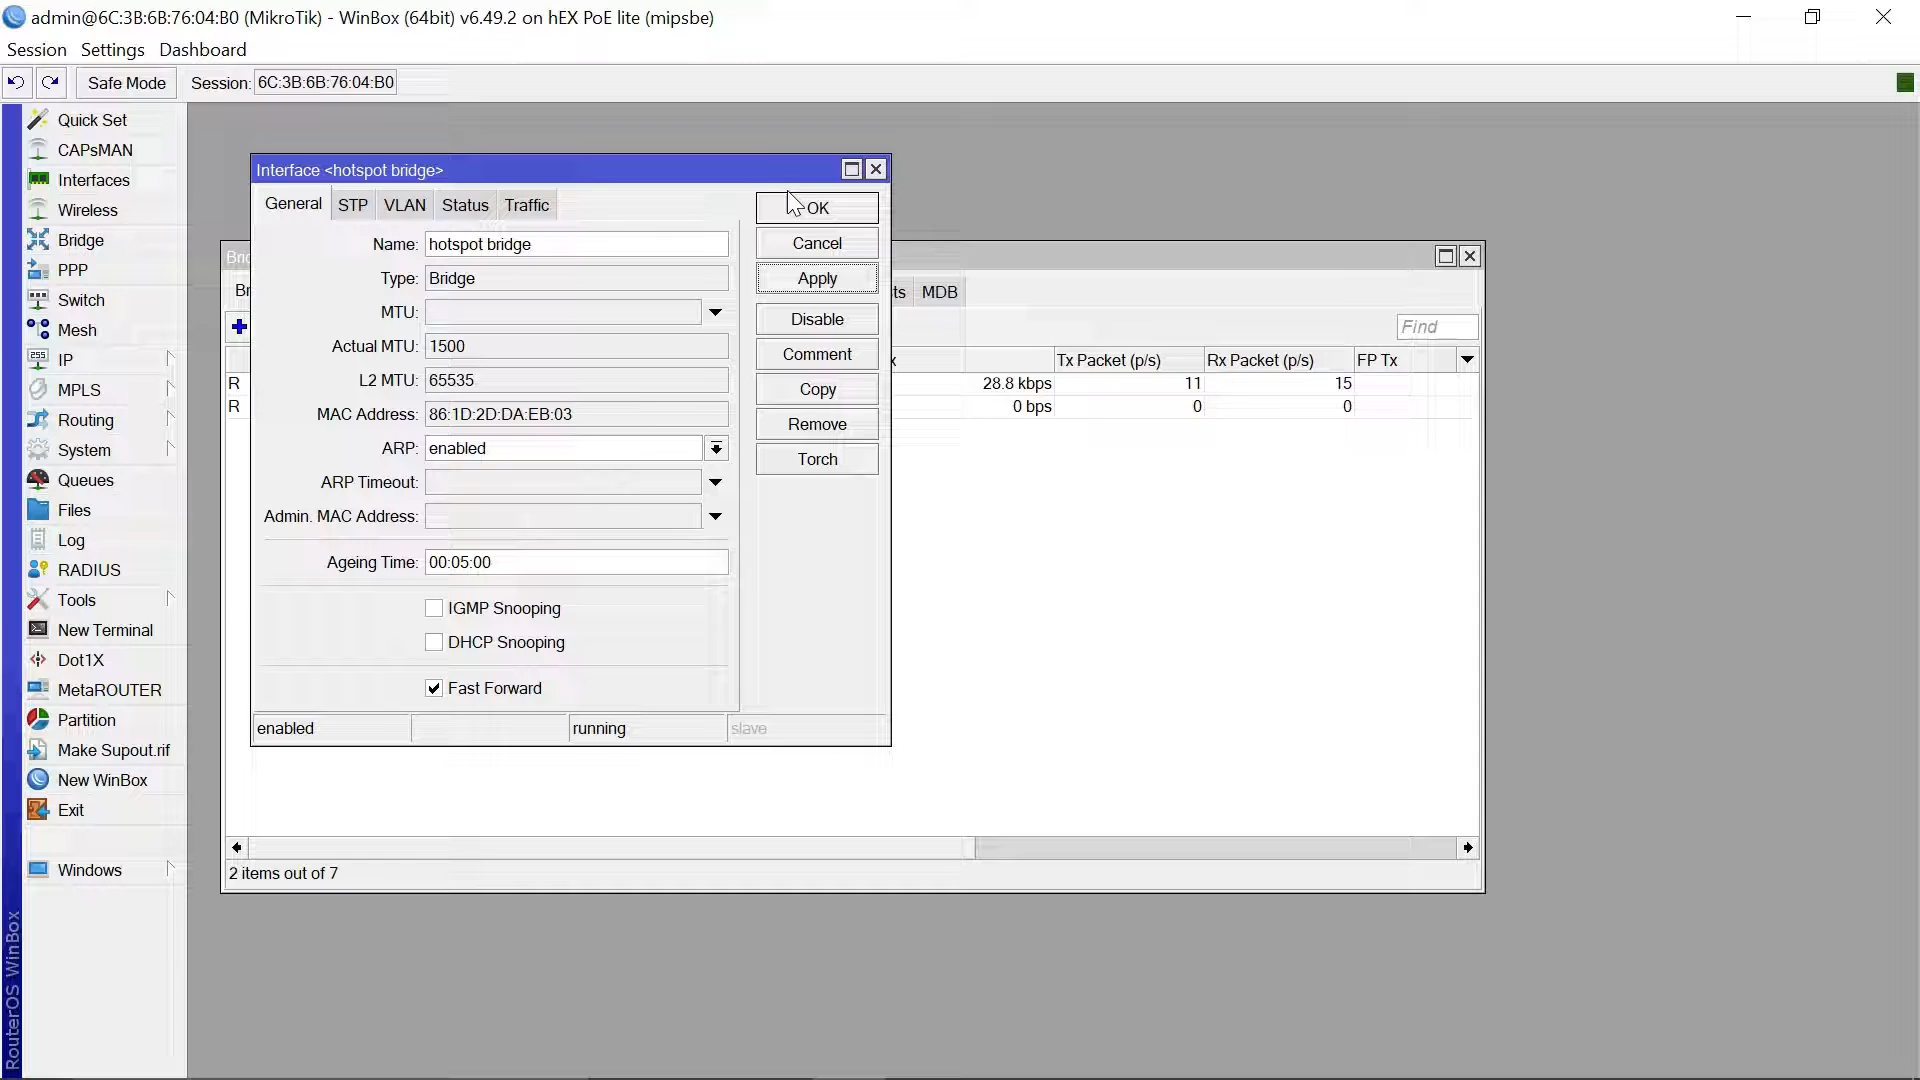 admin@6C:3B:6B:76:04:B0 (MikroTik) - WinBox (64bit) v6.49.2 on hEX PoE lite (mipsbe)
Session Settings Dashboard
Safe Mode Session: 6C:3B:6B:76:04:B0
Quick Set
CAPsMAN
Interfaces
Wireless
Bridge
PPP
Switch
Mesh
IP
MPLS
Routing
System
Queues
Files
Log
RADIUS
Tools
New Terminal
Dot1X
MetaROUTER
Partition
Make Supout.rif
New WinBox
Exit
Windows
RouterOS WinBox
Interface <hotspot bridge>
General STP VLAN Status Traffic
Name: hotspot bridge
Type: Bridge
MTU:
Actual MTU: 1500
L2 MTU: 65535
MAC Address: 86:1D:2D:DA:EB:03
ARP: enabled
ARP Timeout:
Admin. MAC Address:
Ageing Time: 00:05:00
IGMP Snooping
DHCP Snooping
Fast Forward
enabled running slave
OK
Cancel
Apply
Disable
Comment
Copy
Remove
Torch
MDB
Find
Tx Packet (p/s) Rx Packet (p/s) FP Tx
R 28.8 kbps 11 15
R 0 bps 0 0
2 items out of 7